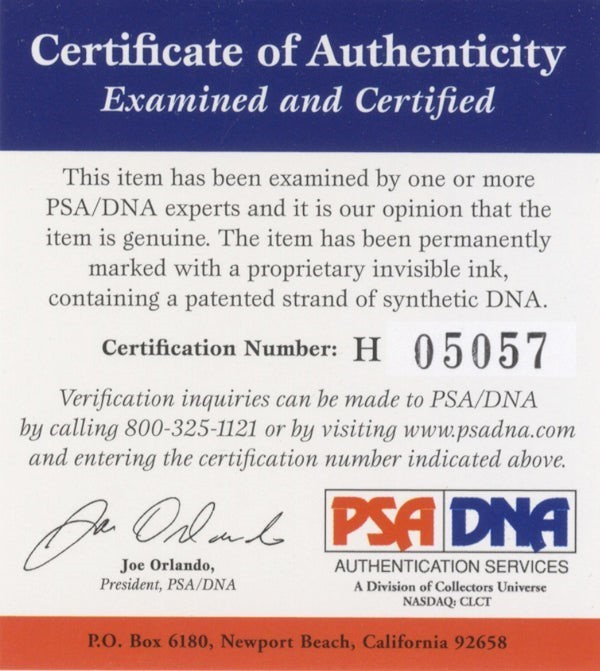 Certificate of Authenticity
Examined and Certified
This item has been examined by one or more
PSA/DNA experts and it is our opinion that the
item is genuine. The item has been permanently
marked with a proprietary invisible ink,
containing a patented strand of synthetic DNA.
Certification Number: H 05057
Verification inquiries can be made to PSA/DNA
by calling 800-325-1121 or by visiting www.psadna.com
and entering the certification number indicated above.
Joe Orlando
Joe Orlando,
President, PSA/DNA
PSA DNA
AUTHENTICATION SERVICES
A Division of Collectors Universe
NASDAQ: CLCT
P.O. Box 6180, Newport Beach, California 92658